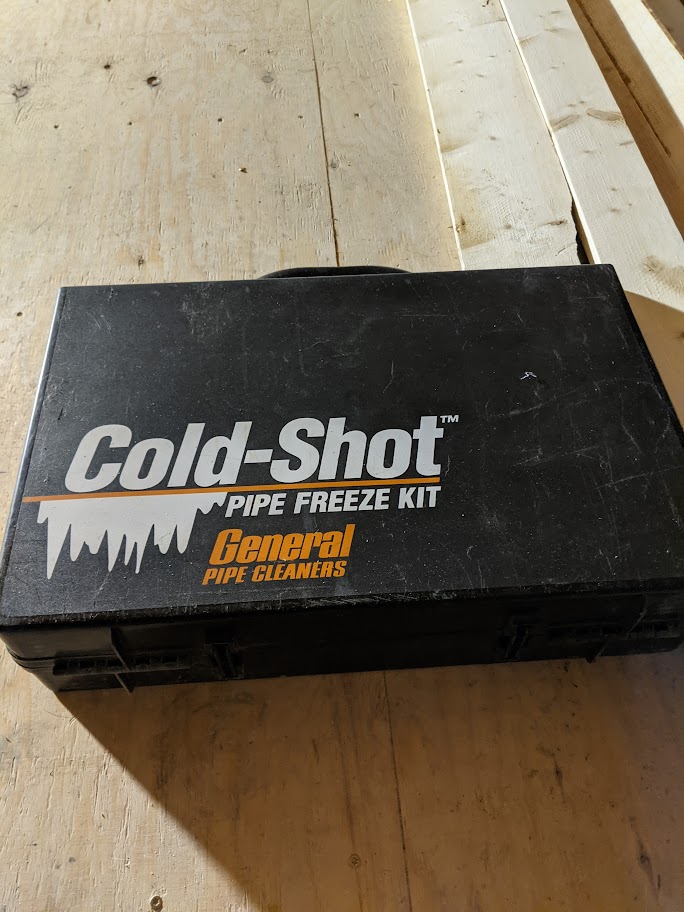 Cold-Shot™
PIPE FREEZE KIT
General
PIPE CLEANERS